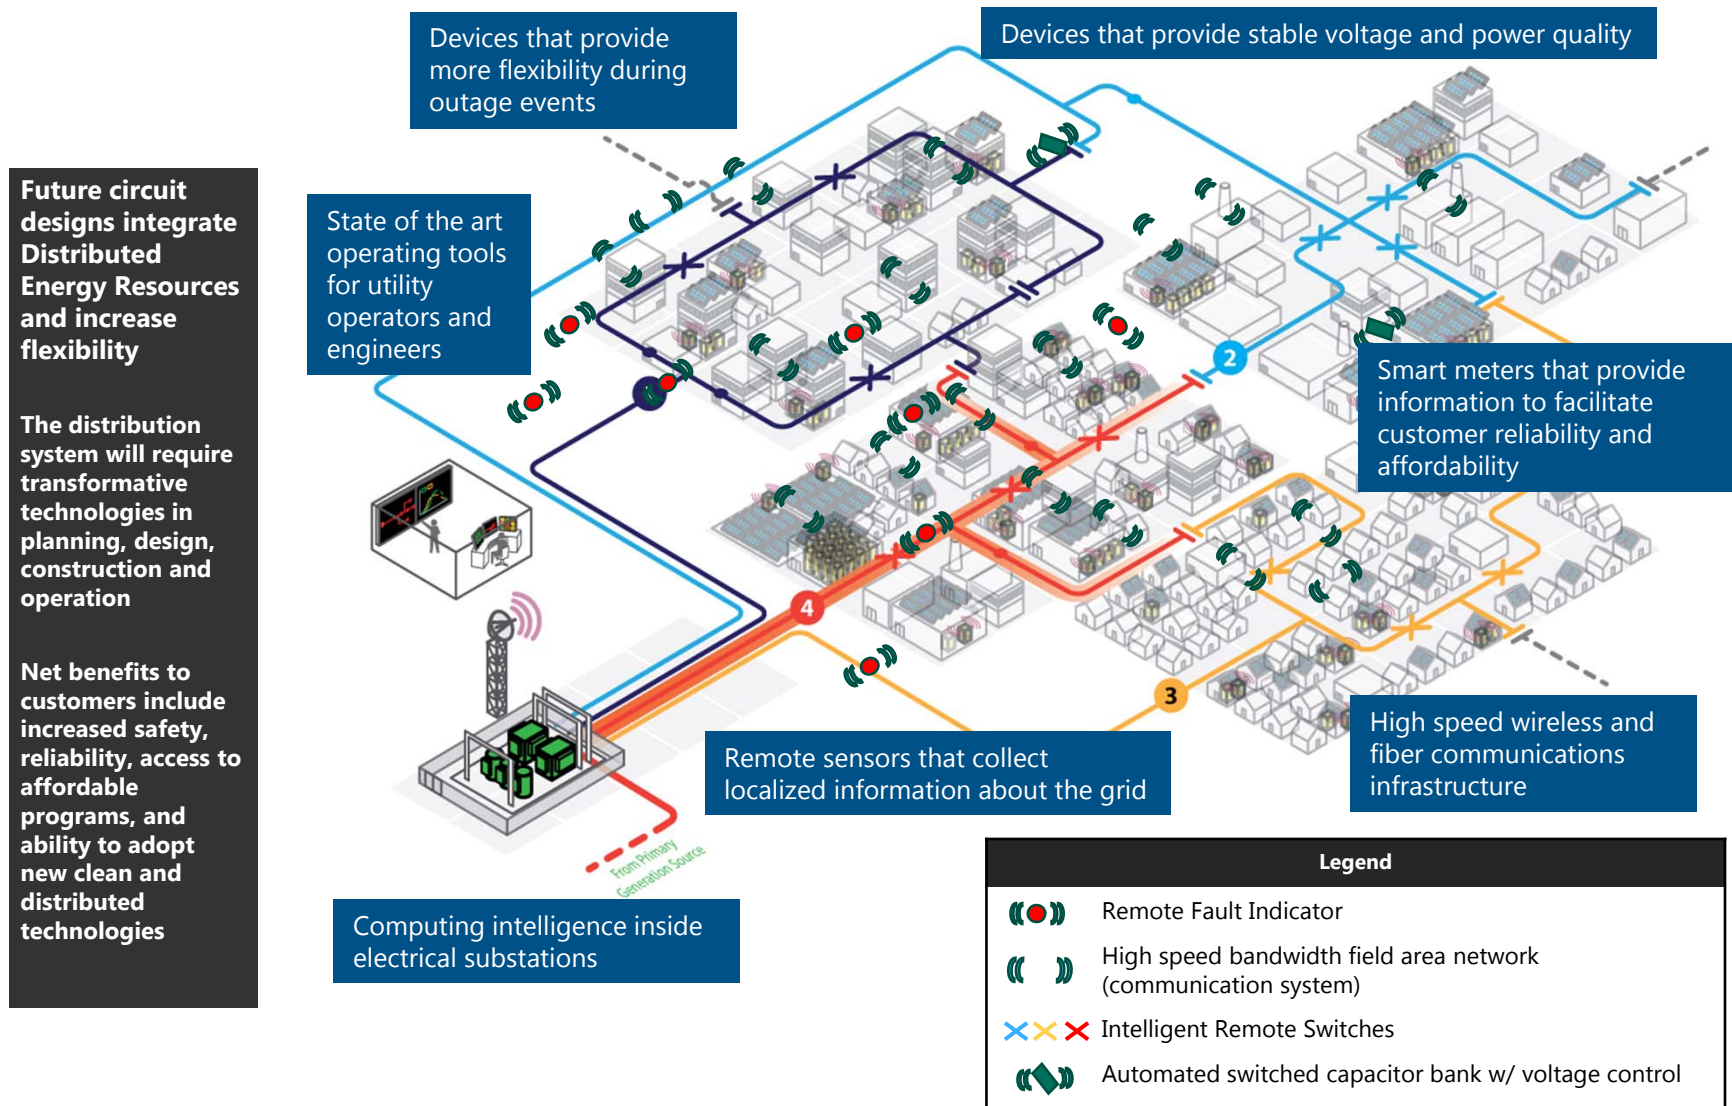 Future circuit
designs integrate
Distributed
Energy Resources
and increase
flexibility
The distribution
system will require
transformative
technologies in
planning, design,
construction and
operation
Net benefits to
customers include
increased safety,
reliability, access to
affordable
programs, and
ability to adopt
new clean and
distributed
technologies
Devices that provide
more flexibility during
outage events
Devices that provide stable voltage and power quality
State of the art
operating tools
for utility
operators and
engineers
2
Smart meters that provide
information to facilitate
customer reliability and
affordability
4
3
High speed wireless and
fiber communications
infrastructure
Remote sensors that collect
localized information about the grid
From Primary
Generation Source
Computing intelligence inside
electrical substations
Legend
Remote Fault Indicator
High speed bandwidth field area network
(communication system)
Intelligent Remote Switches
Automated switched capacitor bank w/ voltage control